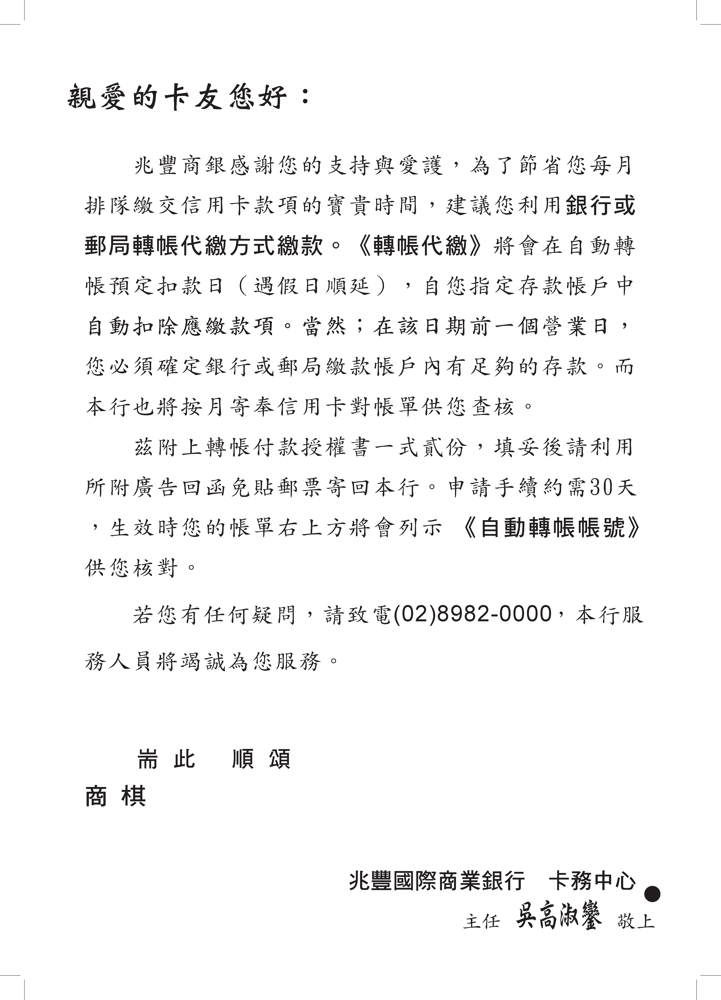 親愛的卡友您好：
兆豐商銀感謝您的支持與愛護，為了節省您每月
排隊繳交信用卡款項的寶貴時間，建議您利用銀行或
郵局轉帳代繳方式繳款。《轉帳代繳》將會在自動轉
帳預定扣款日（遇假日順延），自您指定存款帳戶中
自動扣除應繳款項。當然；在該日期前一個營業日，
您必須確定銀行或郵局繳款帳戶內有足夠的存款。而
本行也將按月寄奉信用卡對帳單供您查核。
茲附上轉帳付款授權書一式貳份，填妥後請利用
所附廣告回函免貼郵票寄回本行。申請手續約需30天
，生效時您的帳單右上方將會列示 《自動轉帳帳號》
供您核對。
若您有任何疑問，請致電(02)8982-0000，本行服
務人員將竭誠為您服務。
耑 此　順 頌
商 棋
兆豐國際商業銀行　卡務中心
主任 吳高淑鑾 敬上